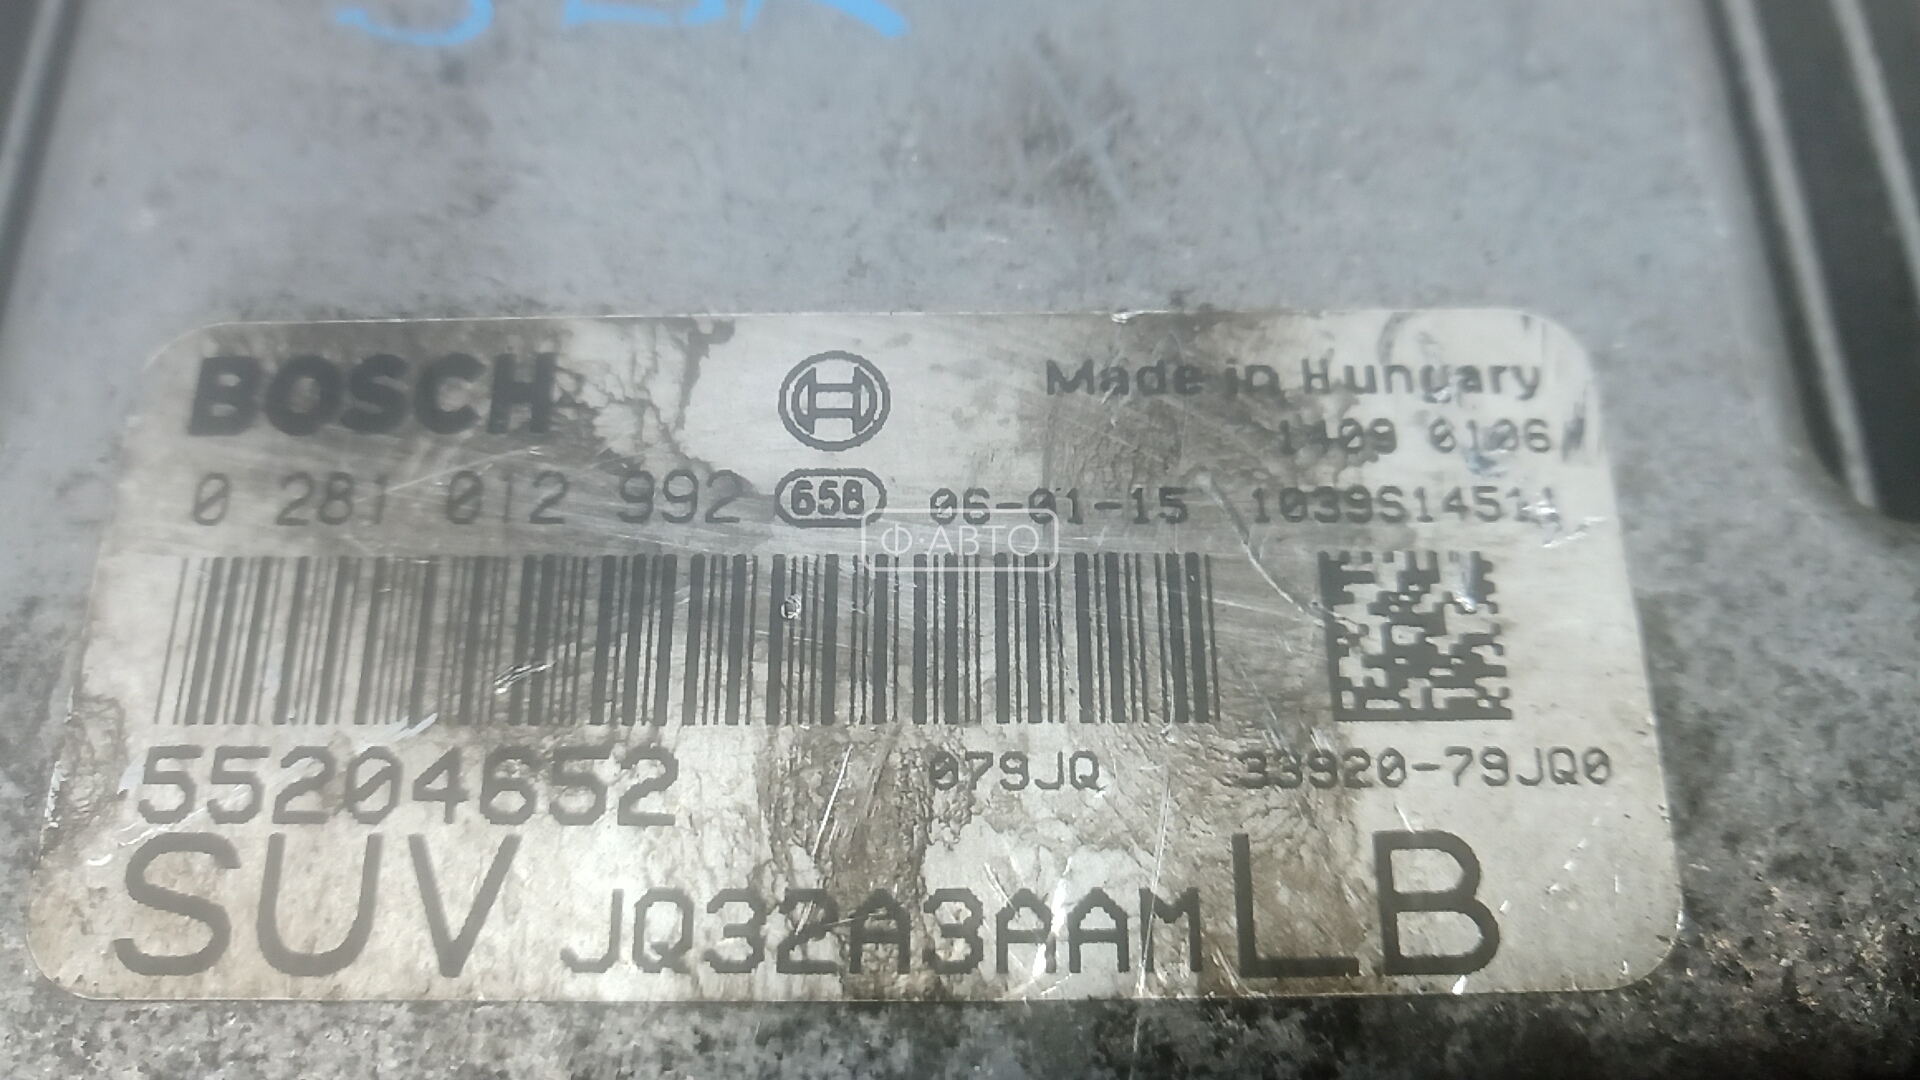 BOSCH
Made in Hungary
1409 0106
0 281 012 992 658 06-01-15 1039S14511
Ф·АВТО
55204652 079JQ 33920-79JQ0
SUV JQ32A3AAM LB